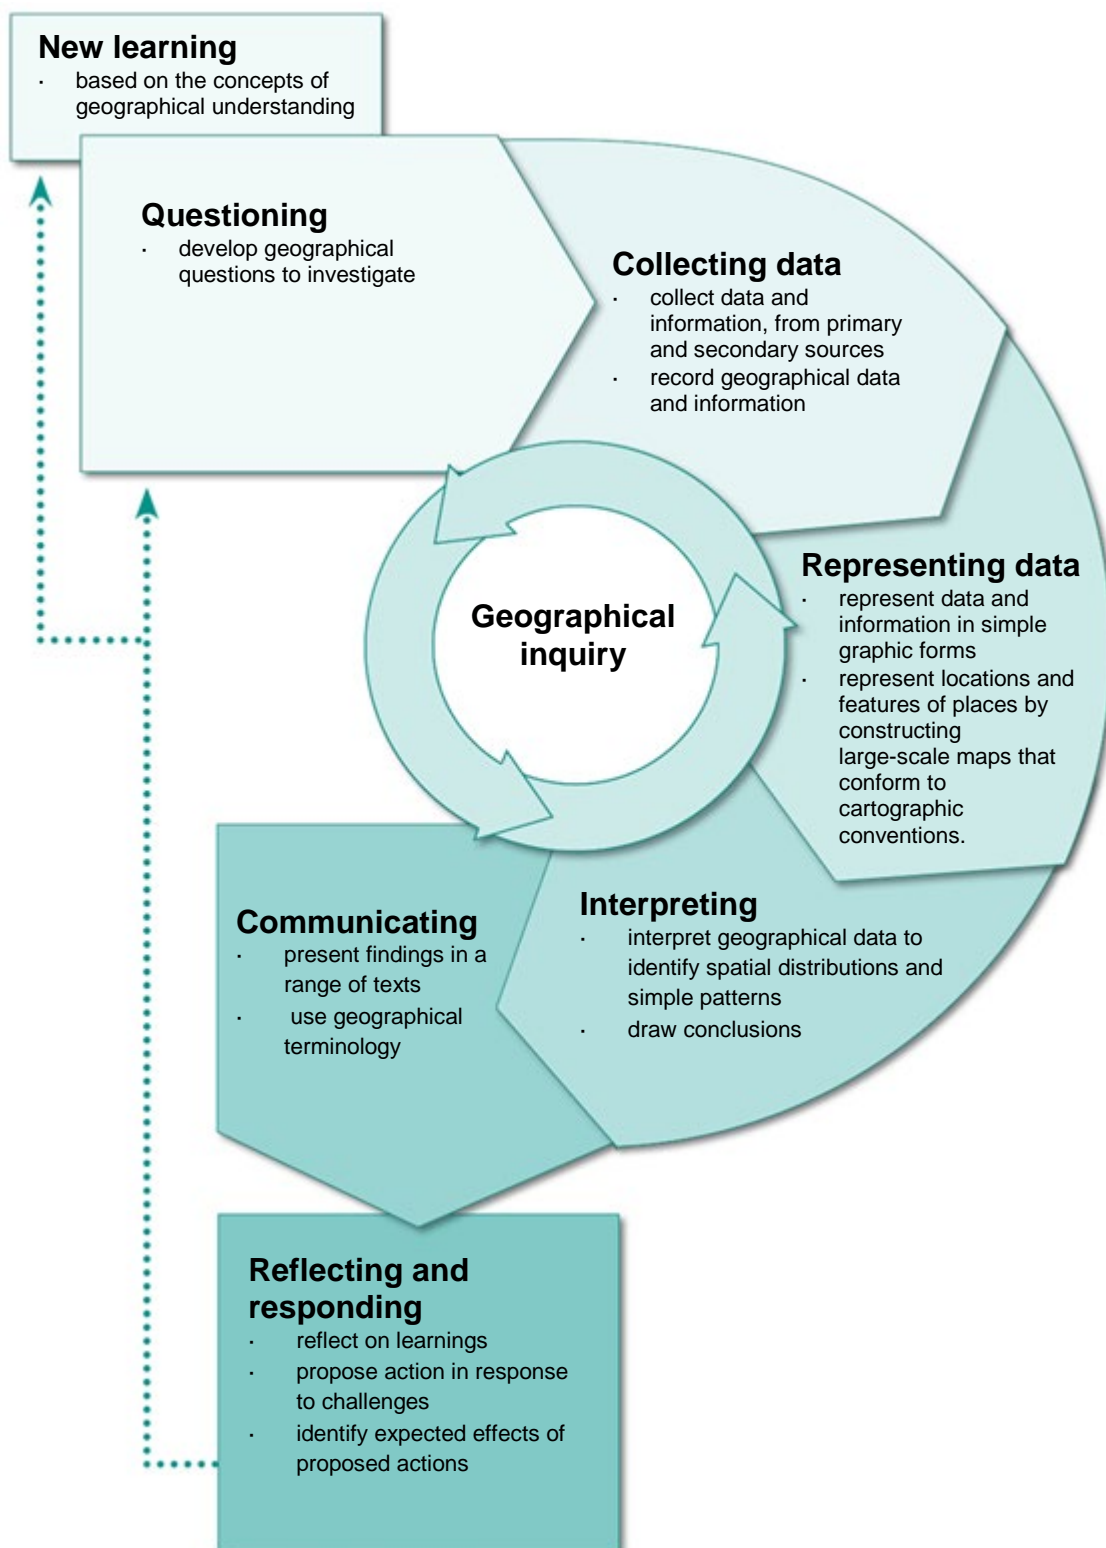 New learning
· based on the concepts of
geographical understanding
Questioning
· develop geographical
questions to investigate
Collecting data
· collect data and
information, from primary
and secondary sources
· record geographical data
and information
Representing data
· represent data and
information in simple
graphic forms
· represent locations and
features of places by
constructing
large-scale maps that
conform to
cartographic
conventions.
Geographical
inquiry
Interpreting
· interpret geographical data to
identify spatial distributions and
simple patterns
· draw conclusions
Communicating
· present findings in a
range of texts
· use geographical
terminology
Reflecting and
responding
· reflect on learnings
· propose action in response
to challenges
· identify expected effects of
proposed actions